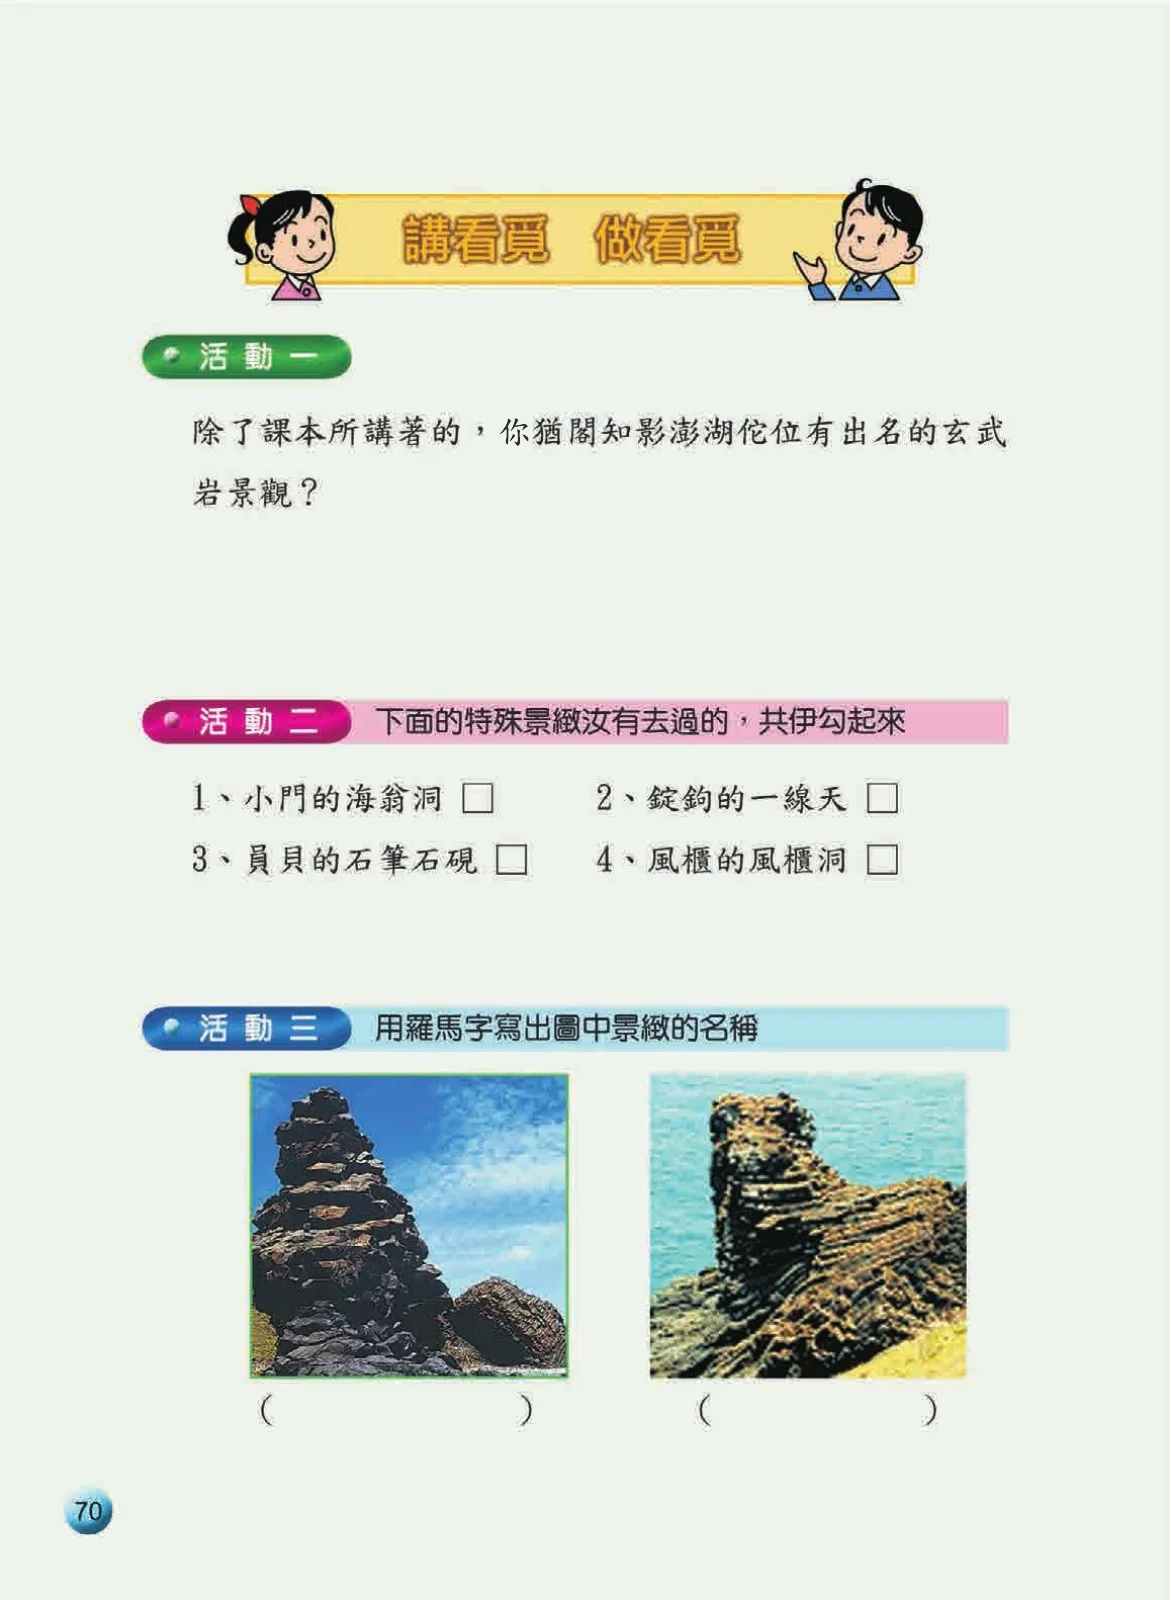 講看覓　做看覓
活動一
除了課本所講著的，你猶閣知影澎湖佗位有出名的玄武
岩景觀？
活動二　下面的特殊景緻汝有去過的，共伊勾起來
1、小門的海翁洞 □　2、錠鉤的一線天 □
3、員貝的石筆石硯 □　4、風櫃的風櫃洞 □
活動三　用羅馬字寫出圖中景緻的名稱
（　　　）　（　　　）
70